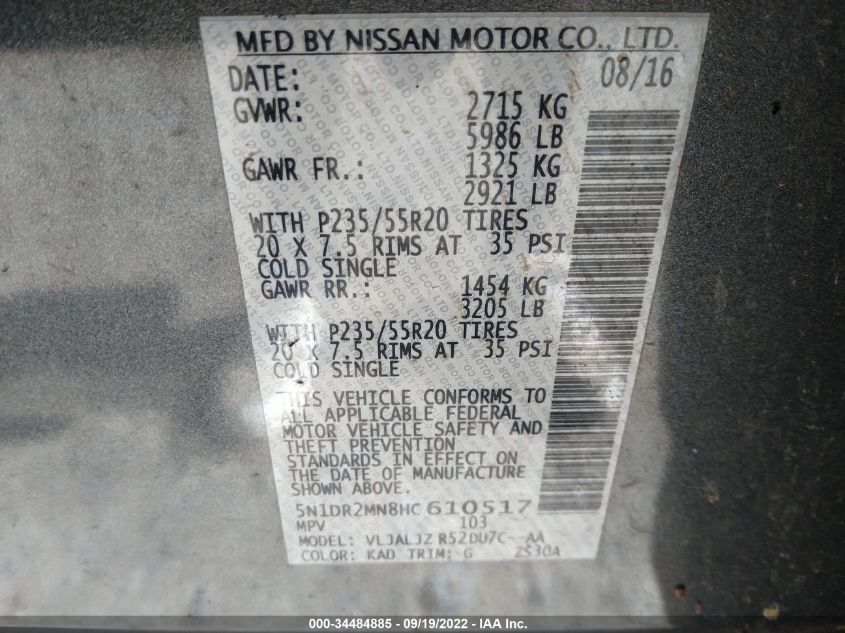 MFD BY NISSAN MOTOR CO., LTD.
DATE: 08/16
GVWR: 2715 KG
5986 LB
GAWR FR.: 1325 KG
2921 LB
WITH P235/55R20 TIRES
20 X 7.5 RIMS AT 35 PSI
COLD SINGLE
GAWR RR.: 1454 KG
3205 LB
WITH P235/55R20 TIRES
20 X 7.5 RIMS AT 35 PSI
COLD SINGLE
THIS VEHICLE CONFORMS TO
ALL APPLICABLE FEDERAL
MOTOR VEHICLE SAFETY AND
THEFT PREVENTION
STANDARDS IN EFFECT ON
THE DATE OF MANUFACTURE
SHOWN ABOVE.
5N1DR2MN8HC 610517
MPV 103
MODEL: VLJALJZ R52DU7C--AA
COLOR: KAD TRIM: G ZS30A
000-34484885 - 09/19/2022 - IAA Inc.